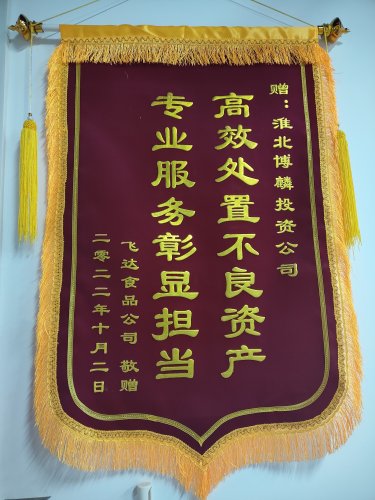 赠：淮北博麟投资公司
高效处置不良资产
专业服务彰显担当
飞达食品公司 敬赠
二零二二年十月二日